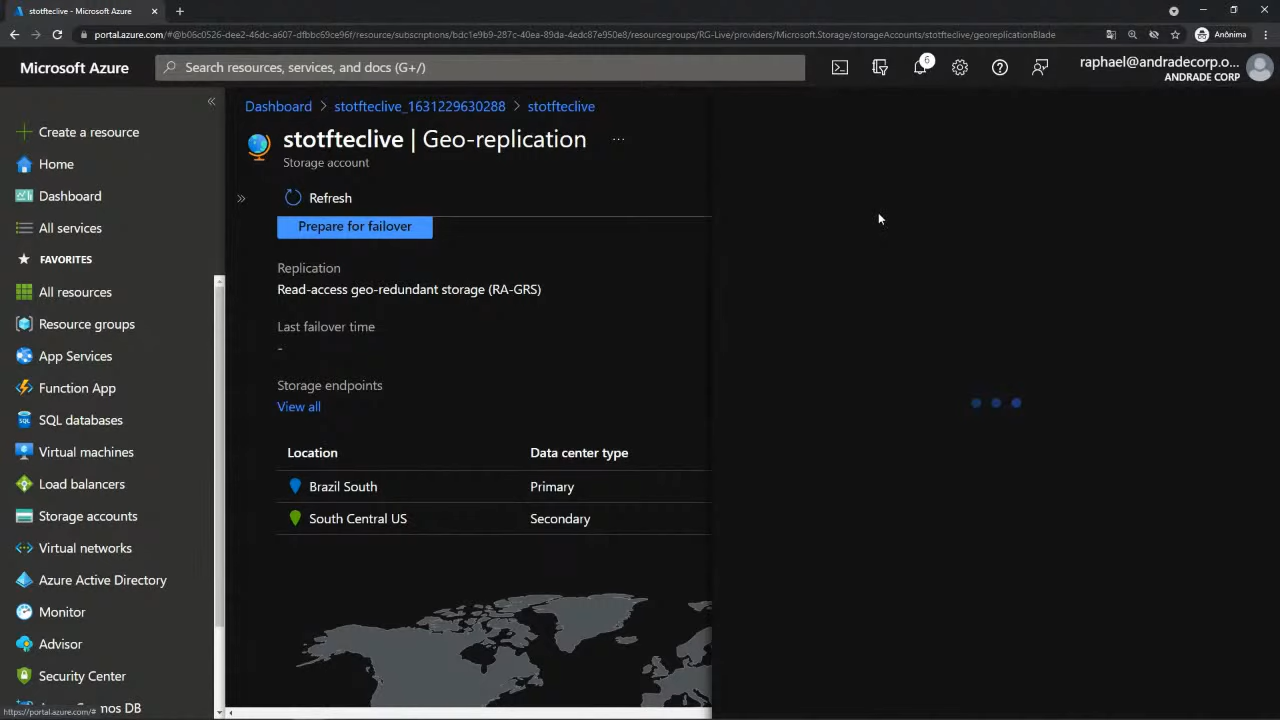 stotfteclive - Microsoft Azure
portal.azure.com/#@b06c0526-dee2-46dc-a607-dfbbc69ce96f/resource/subscriptions/bdc1e9b9-287c-40ea-89da-4edc87e950e8/resourcegroups/RG-Live/providers/Microsoft.Storage/storageAccounts/stotfteclive/georeplicationBlade
Anônima
Microsoft Azure
Search resources, services, and docs (G+/)
6
raphael@andradecorp.o...
ANDRADE CORP
Create a resource
Home
Dashboard
All services
FAVORITES
All resources
Resource groups
App Services
Function App
SQL databases
Virtual machines
Load balancers
Storage accounts
Virtual networks
Azure Active Directory
Monitor
Advisor
Security Center
mos DB
https://portal.azure.com/#
Dashboard > stotfteclive_1631229630288 > stotfteclive
stotfteclive | Geo-replication ...
Storage account
Refresh
Prepare for failover
Replication
Read-access geo-redundant storage (RA-GRS)
Last failover time
-
Storage endpoints
View all
Location Data center type
Brazil South Primary
South Central US Secondary